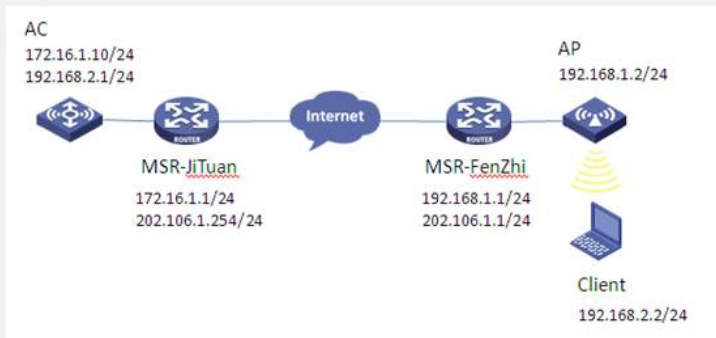 AC
172.16.1.10/24
192.168.2.1/24
AP
192.168.1.2/24
Internet
ROUTER
ROUTER
MSR-JiTuan
MSR-FenZhi
172.16.1.1/24
202.106.1.254/24
192.168.1.1/24
202.106.1.1/24
Client
192.168.2.2/24